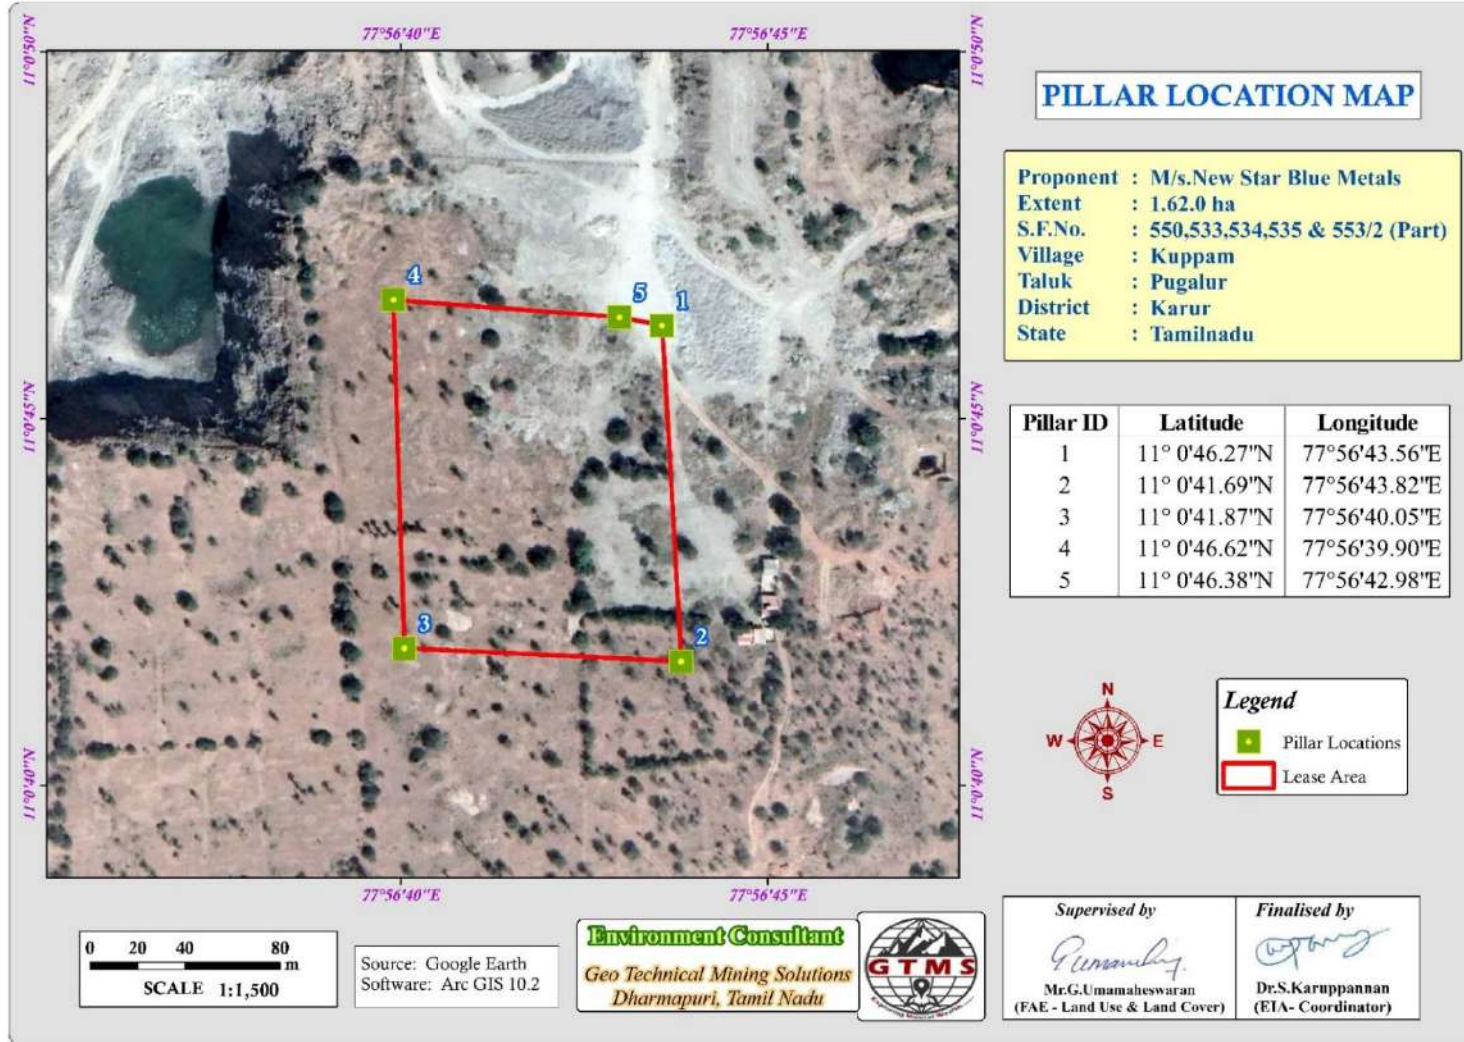 77°56'40"E
77°56'45"E
11°0'50"N
11°0'50"N
PILLAR LOCATION MAP
Proponent : M/s.New Star Blue Metals
Extent : 1.62.0 ha
S.F.No. : 550,533,534,535 & 553/2 (Part)
Village : Kuppam
Taluk : Pugalur
District : Karur
State : Tamilnadu
4
5
1
11°0'45"N
11°0'45"N
Pillar ID Latitude Longitude
1 11° 0'46.27"N 77°56'43.56"E
2 11° 0'41.69"N 77°56'43.82"E
3 11° 0'41.87"N 77°56'40.05"E
4 11° 0'46.62"N 77°56'39.90"E
5 11° 0'46.38"N 77°56'42.98"E
3
2
N
W E
S
Legend
Pillar Locations
Lease Area
11°0'40"N
11°0'40"N
77°56'40"E
77°56'45"E
0 20 40 80
m
SCALE 1:1,500
Source: Google Earth
Software: Arc GIS 10.2
Environment Consultant
Geo Technical Mining Solutions
Dharmapuri, Tamil Nadu
GTMS
Supervised by
Mr.G.Umamaheswaran
(FAE - Land Use & Land Cover)
Finalised by
Dr.S.Karuppannan
(EIA- Coordinator)